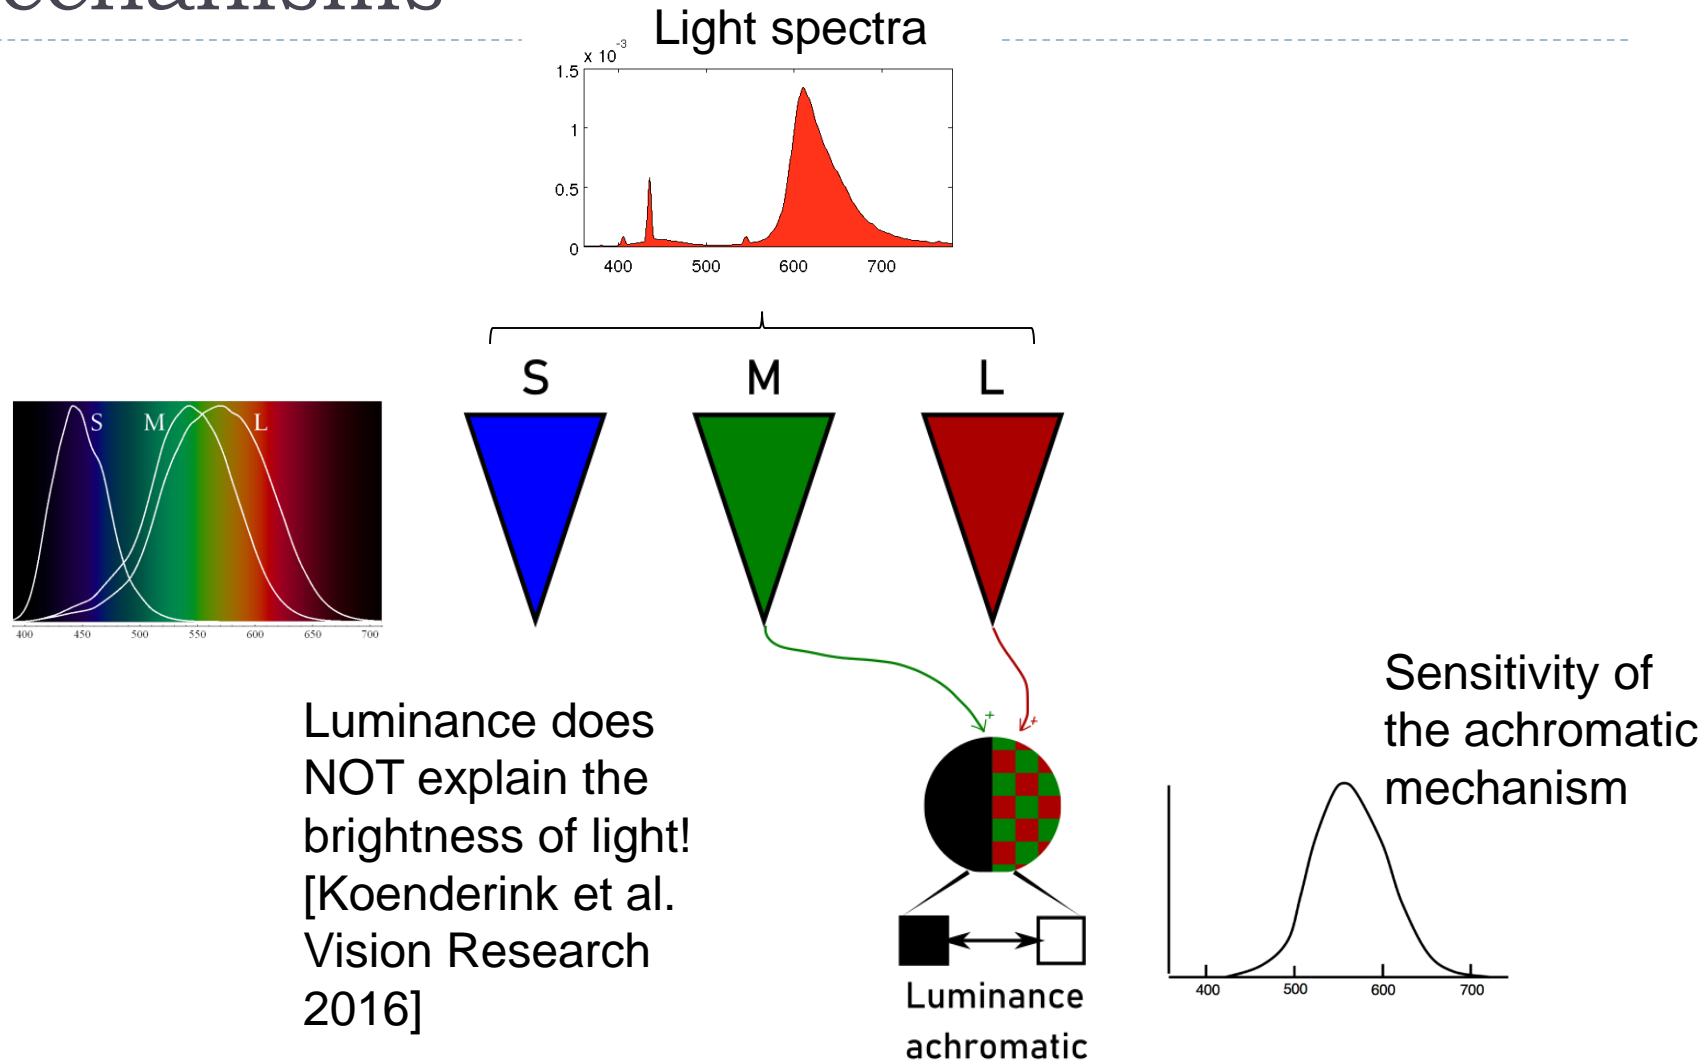 Light spectra
x 10-3
1.5
1
0.5
0
400 500 600 700
S M L
S M L
400 450 500 550 600 650 700
+ +
Luminance does
NOT explain the
brightness of light!
[Koenderink et al.
Vision Research
2016]
Sensitivity of
the achromatic
mechanism
400 500 600 700
Luminance
achromatic